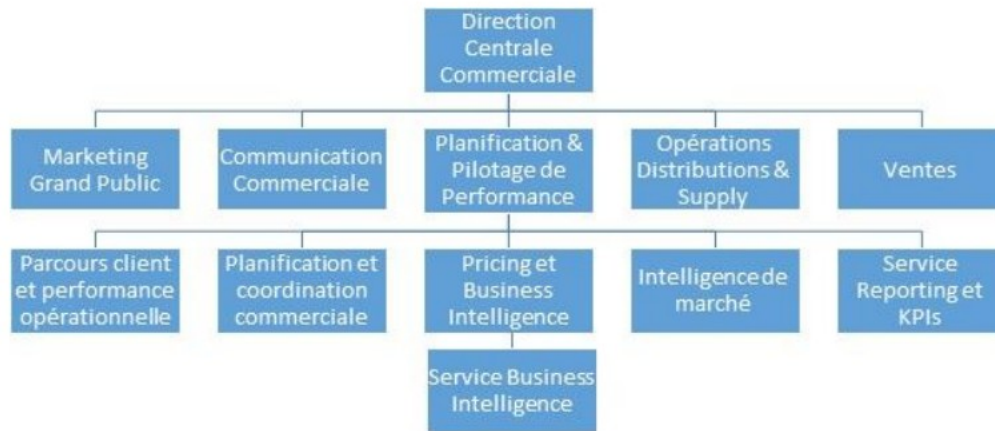 Direction
Centrale
Commerciale
Marketing
Grand Public
Communication
Commerciale
Planification &
Pilotage de
Performance
Opérations
Distributions &
Supply
Ventes
Parcours client
et performance
opérationnelle
Planification et
coordination
commerciale
Pricing et
Business
Intelligence
Intelligence de
marché
Service
Reporting et
KPIs
Service Business
Intelligence